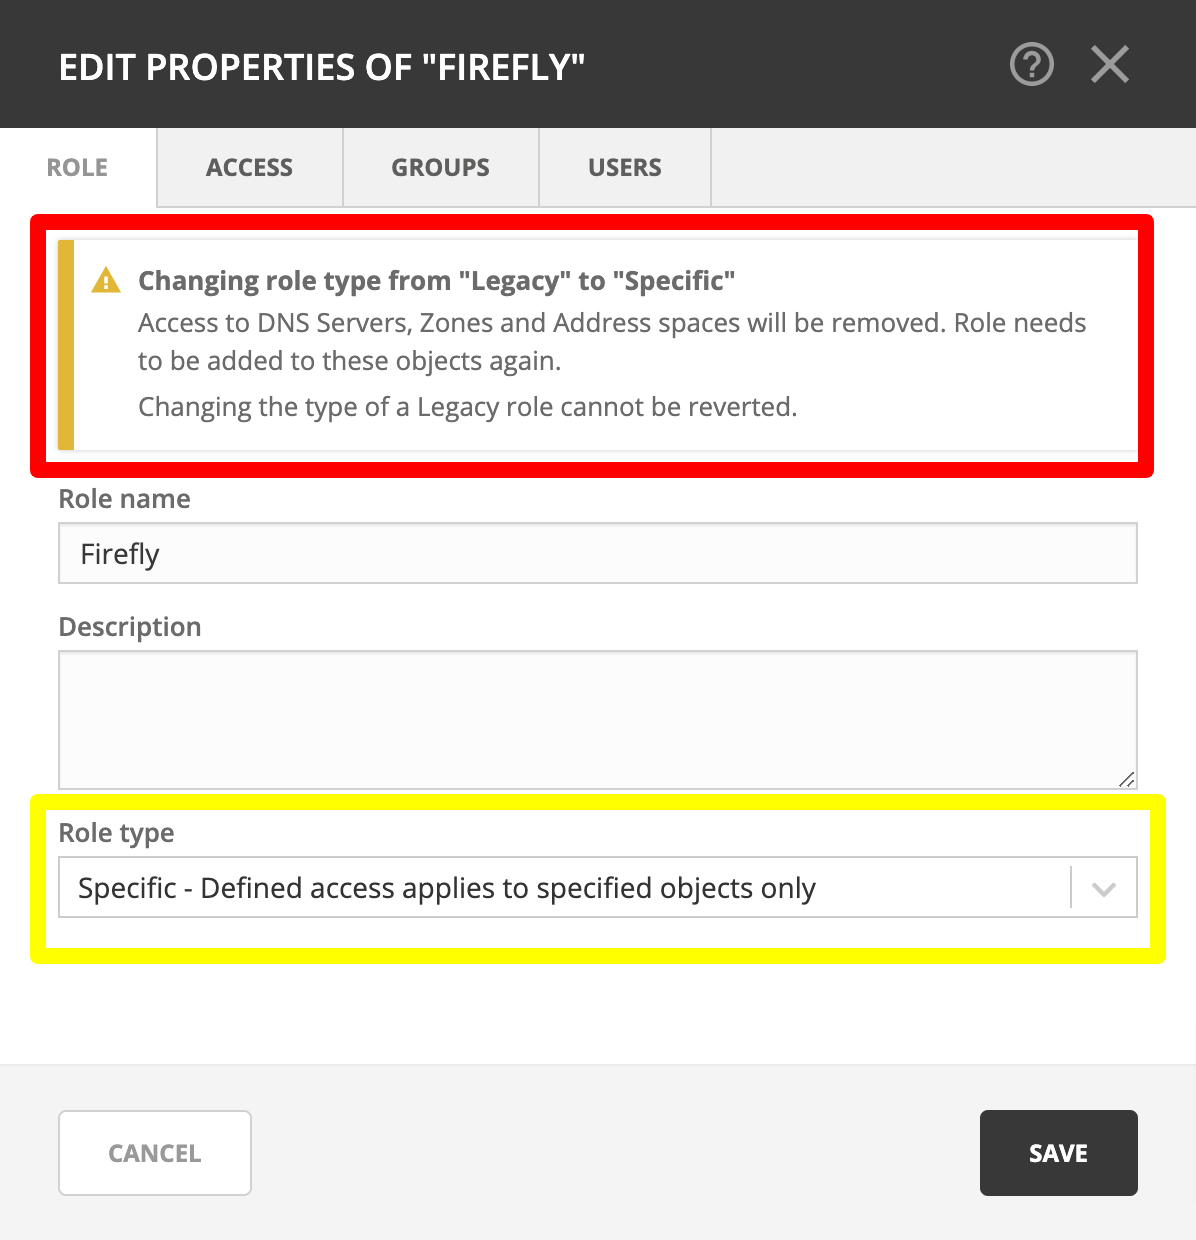 EDIT PROPERTIES OF "FIREFLY"
ROLE
ACCESS
GROUPS
USERS
Changing role type from "Legacy" to "Specific"
Access to DNS Servers, Zones and Address spaces will be removed. Role needs
to be added to these objects again.
Changing the type of a Legacy role cannot be reverted.
Role name
Firefly
Description
Role type
Specific - Defined access applies to specified objects only
CANCEL
SAVE